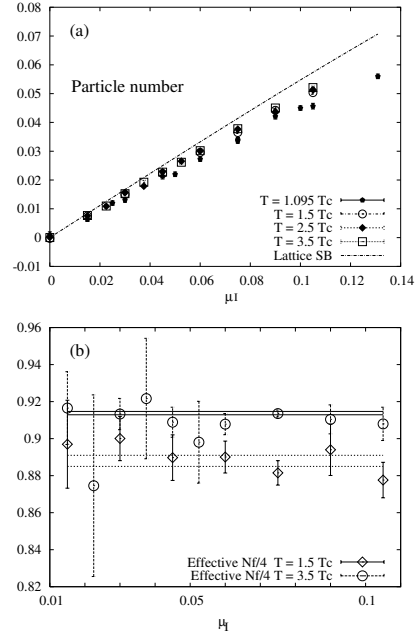 0.08
0.07
0.06
0.05
0.04
0.03
0.02
0.01
0
-0.01
(a)
Particle number
T = 1.095 Tc
T = 1.5 Tc
T = 2.5 Tc
T = 3.5 Tc
Lattice SB
0 0.02 0.04 0.06 0.08 0.1 0.12 0.14
μI
0.96
0.94
0.92
0.9
0.88
0.86
0.84
0.82
(b)
Effective Nf/4 T = 1.5 Tc
Effective Nf/4 T = 3.5 Tc
0.01 0.05 0.1
μI